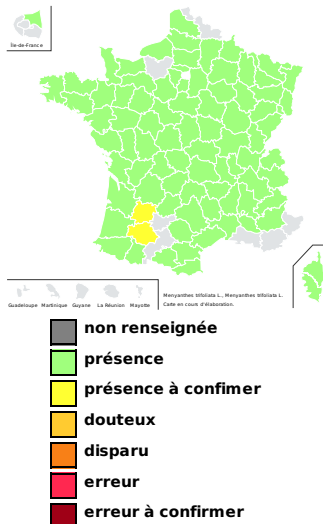 Île-de-France
Guadeloupe Martinique Guyane La Réunion Mayotte
Menyanthes trifoliata L., Menyanthes trifoliata L.
Carte en cours d'élaboration.
non renseignée
présence
présence à confimer
douteux
disparu
erreur
erreur à confirmer